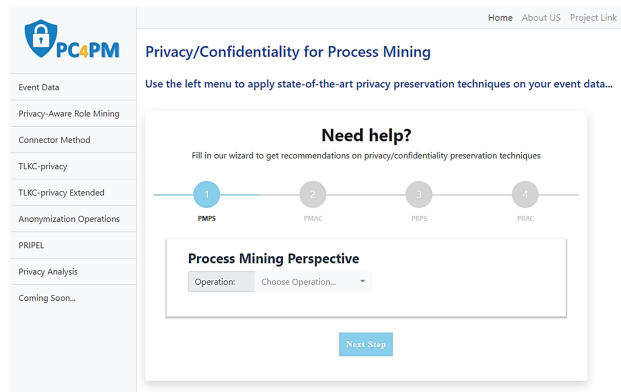 Home About US Project Link
PC4PM
Event Data
Privacy-Aware Role Mining
Connector Method
TLKC-privacy
TLKC-privacy Extended
Anonymization Operations
PRIPEL
Privacy Analysis
Coming Soon...
Privacy/Confidentiality for Process Mining
Use the left menu to apply state-of-the-art privacy preservation techniques on your event data...
Need help?
Fill in our wizard to get recommendations on privacy/confidentiality preservation techniques
1 2 3 4
PMPS PMAC PRPS PRAC
Process Mining Perspective
Operation: Choose Operation...
Next Step